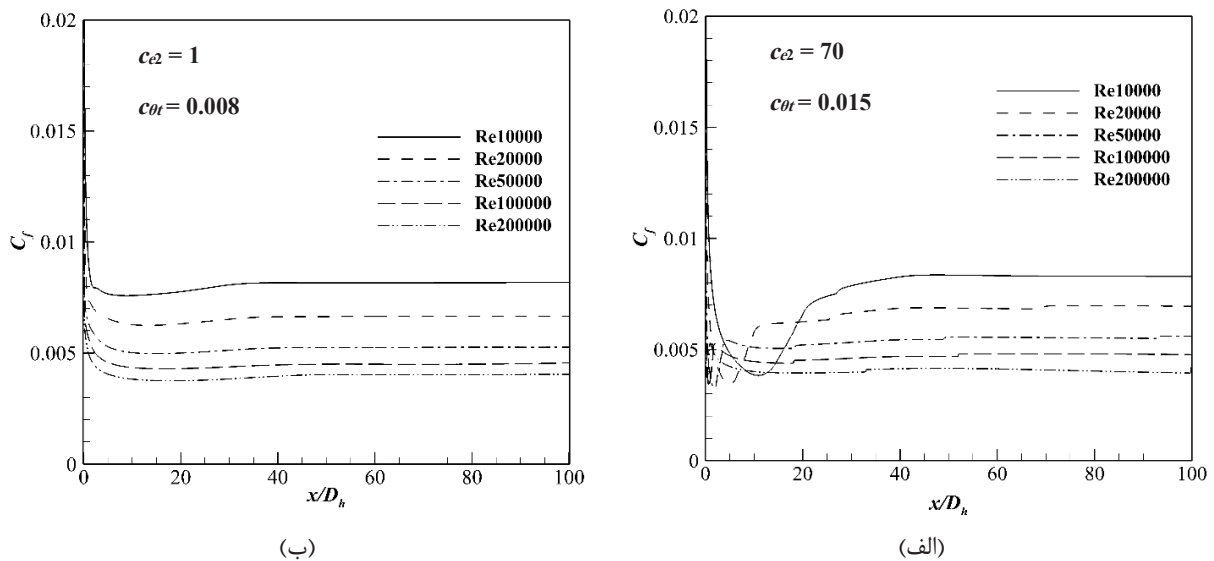 0.02
0.015
0.01
0.005
0
C_f
c_e2 = 1
c_θt = 0.008
Re10000
Re20000
Re50000
Re100000
Re200000
0 20 40 60 80 100
x/D_h
(ب)
0.02
0.015
0.01
0.005
0
C_f
c_e2 = 70
c_θt = 0.015
Re10000
Re20000
Re50000
Rc100000
Re200000
0 20 40 60 80 100
x/D_h
(الف)